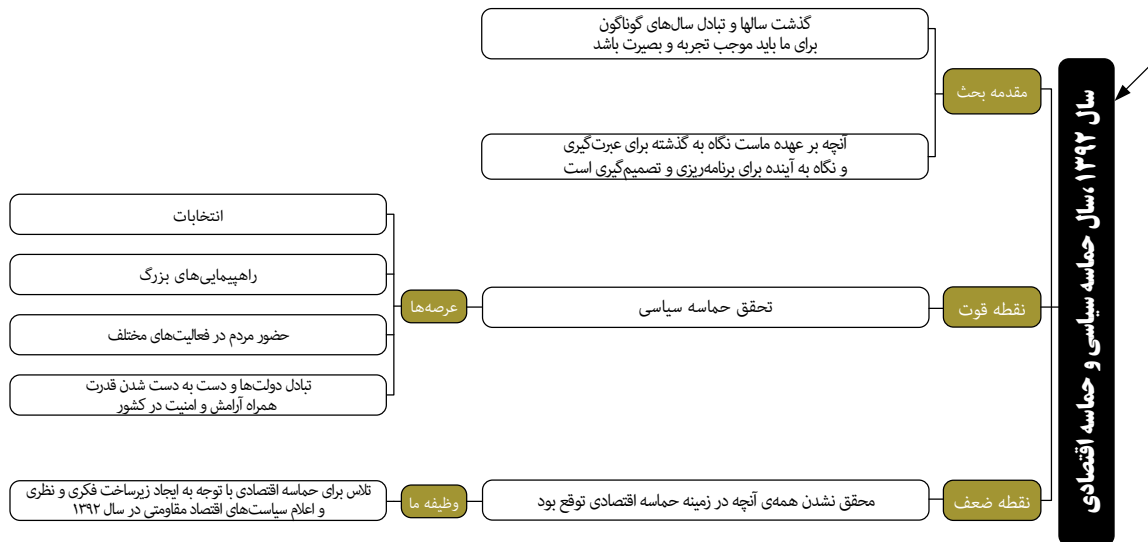 سال ۱۳۹۲،سال حماسه سیاسی و حماسه اقتصادی
مقدمه بحث
گذشت سالها و تبادل سال‌های گوناگون
برای ما باید موجب تجربه و بصیرت باشد
آنچه بر عهده ماست نگاه به گذشته برای عبرت‌گیری
و نگاه به آینده برای برنامه‌ریزی و تصمیم‌گیری است
نقطه قوت
تحقق حماسه سیاسی
عرصه‌ها
انتخابات
راهپیمایی‌های بزرگ
حضور مردم در فعالیت‌های مختلف
تبادل دولت‌ها و دست به دست شدن قدرت
همراه آرامش و امنیت در کشور
نقطه ضعف
محقق نشدن همه‌ی آنچه در زمینه حماسه اقتصادی توقع بود
وظیفه ما
تلاس برای حماسه اقتصادی با توجه به ایجاد زیرساخت فکری و نظری
و اعلام سیاست‌های اقتصاد مقاومتی در سال ۱۳۹۲